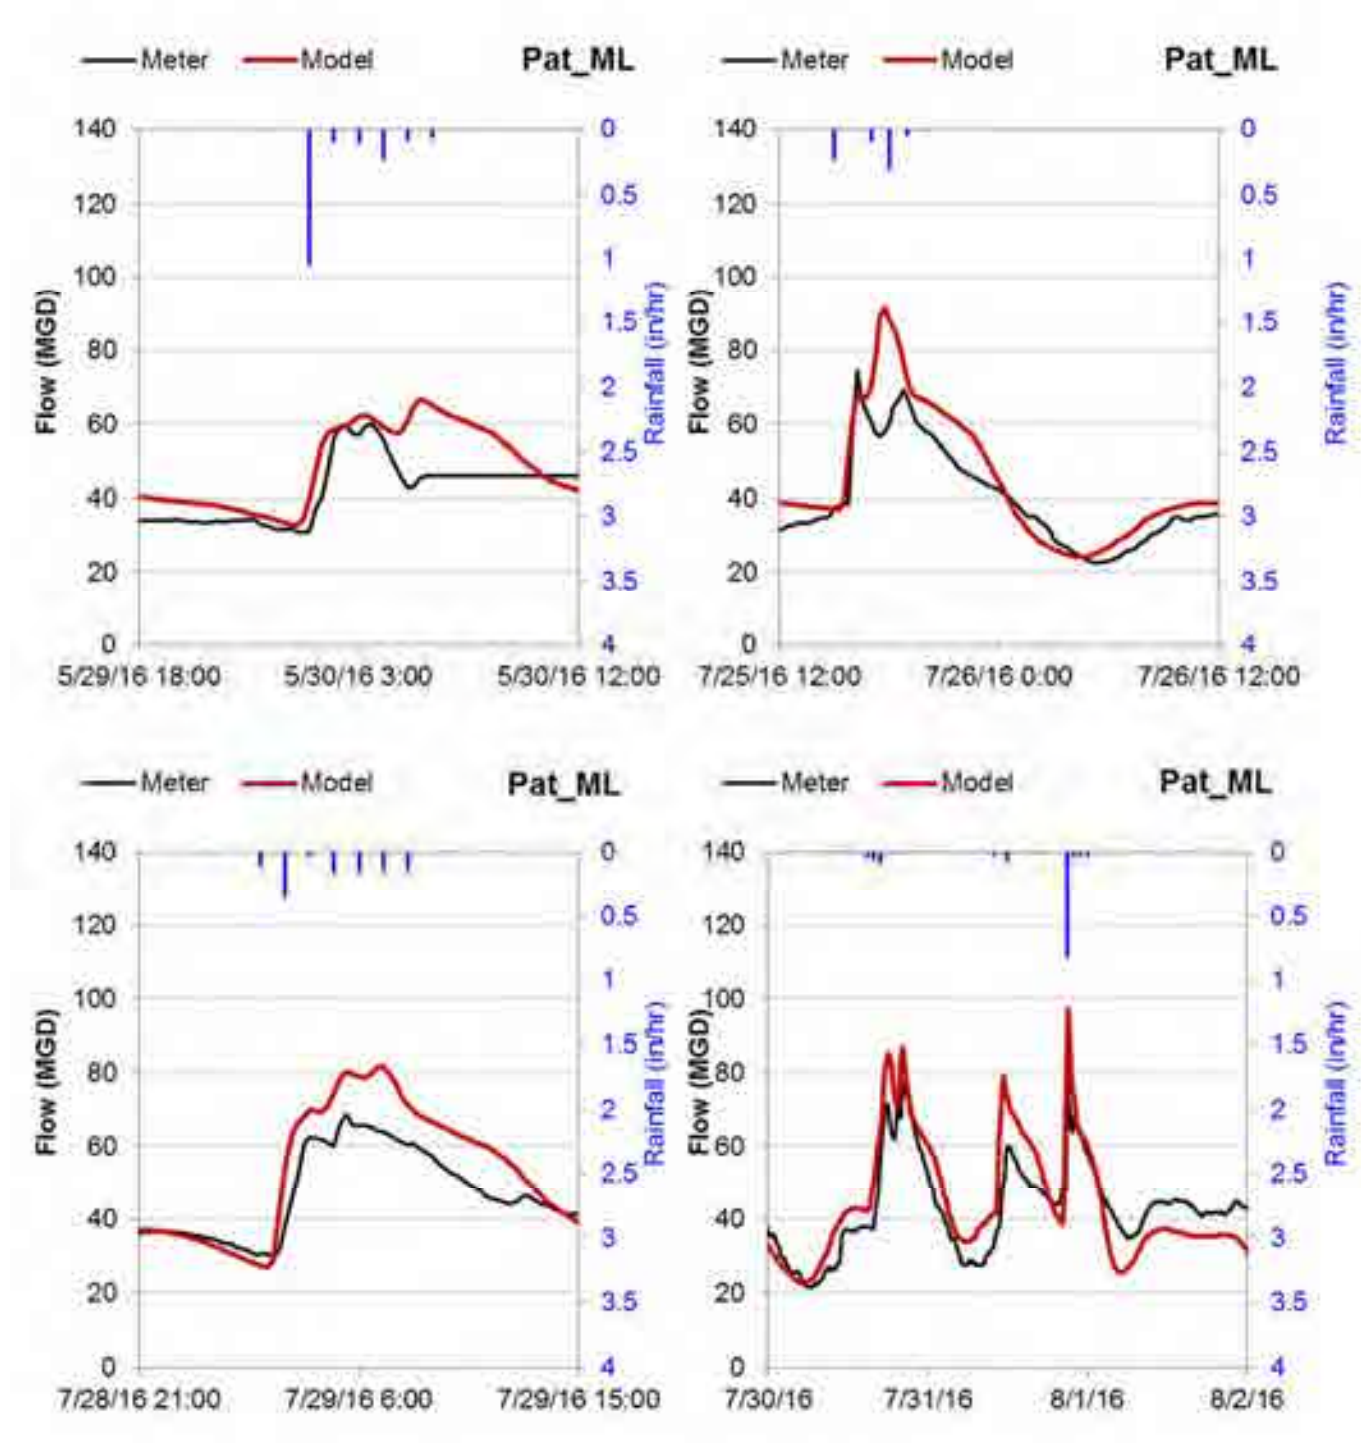 Meter Model Pat_ML
140 0
120 0.5
100 1
80 1.5
60 2
40 2.5
20 3
0 3.5
4
Flow (MGD)
Rainfall (in/hr)
5/29/16 18:00 5/30/16 3:00 5/30/16 12:00
Meter Model Pat_ML
140 0
120 0.5
100 1
80 1.5
60 2
40 2.5
20 3
0 3.5
4
Flow (MGD)
Rainfall (in/hr)
7/25/16 12:00 7/26/16 0:00 7/26/16 12:00
Meter Model Pat_ML
140 0
120 0.5
100 1
80 1.5
60 2
40 2.5
20 3
0 3.5
4
Flow (MGD)
Rainfall (in/hr)
7/28/16 21:00 7/29/16 6:00 7/29/16 15:00
Meter Model Pat_ML
140 0
120 0.5
100 1
80 1.5
60 2
40 2.5
20 3
0 3.5
4
Flow (MGD)
Rainfall (in/hr)
7/30/16 7/31/16 8/1/16 8/2/16